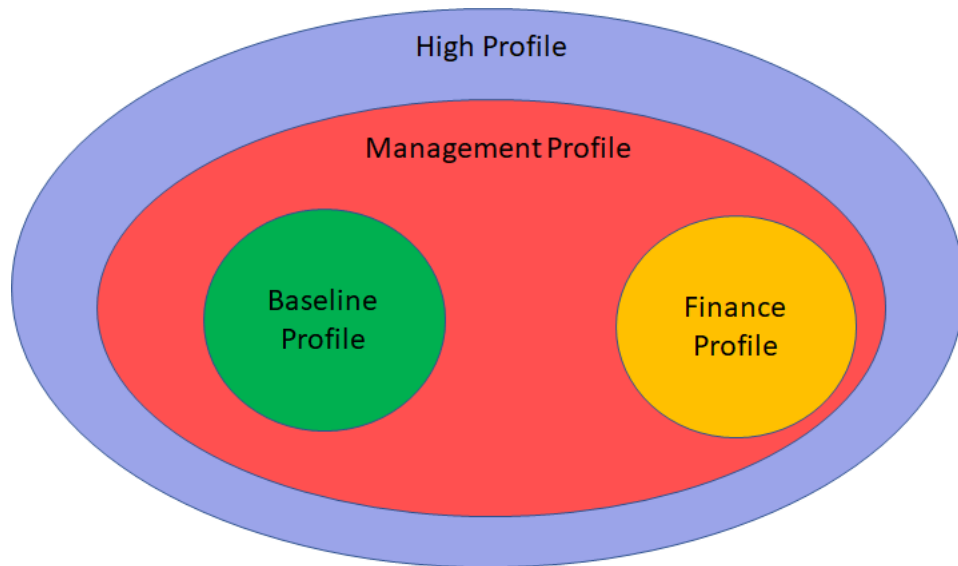 High Profile
Management Profile
Baseline
Profile
Finance
Profile